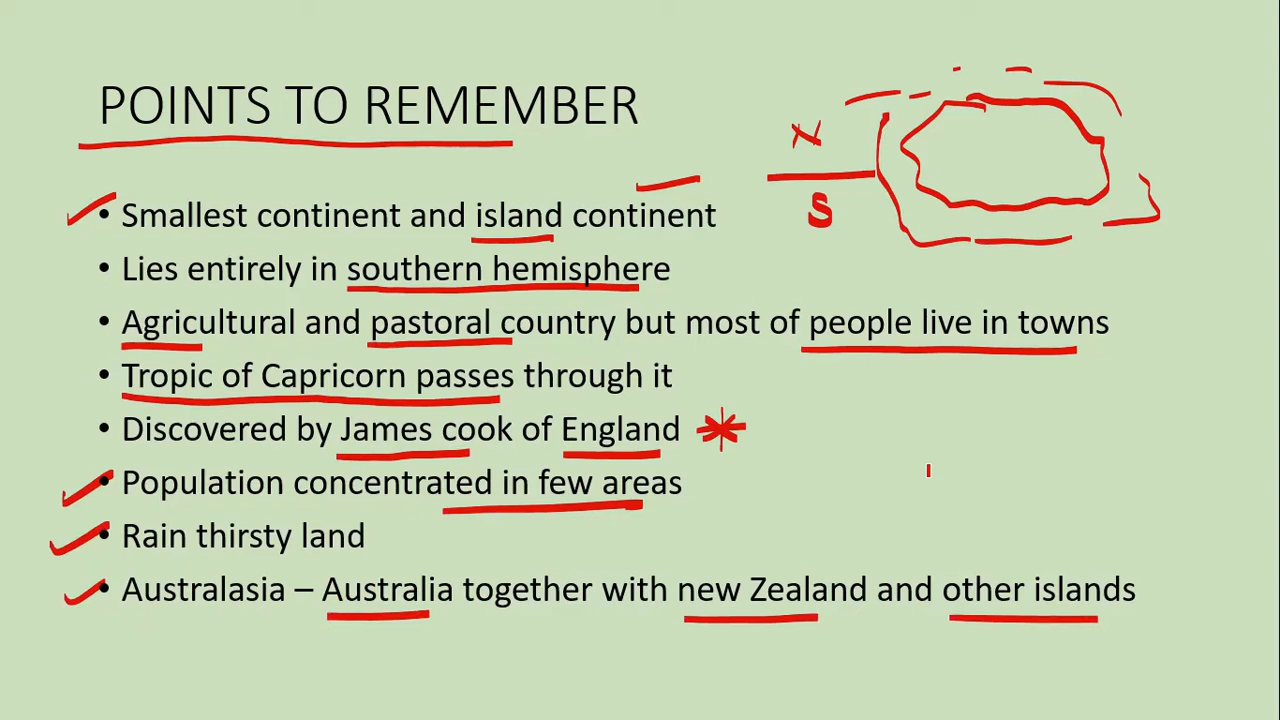 POINTS TO REMEMBER
• Smallest continent and island continent
• Lies entirely in southern hemisphere
• Agricultural and pastoral country but most of people live in towns
• Tropic of Capricorn passes through it
• Discovered by James cook of England
• Population concentrated in few areas
• Rain thirsty land
• Australasia – Australia together with new Zealand and other islands
N
S